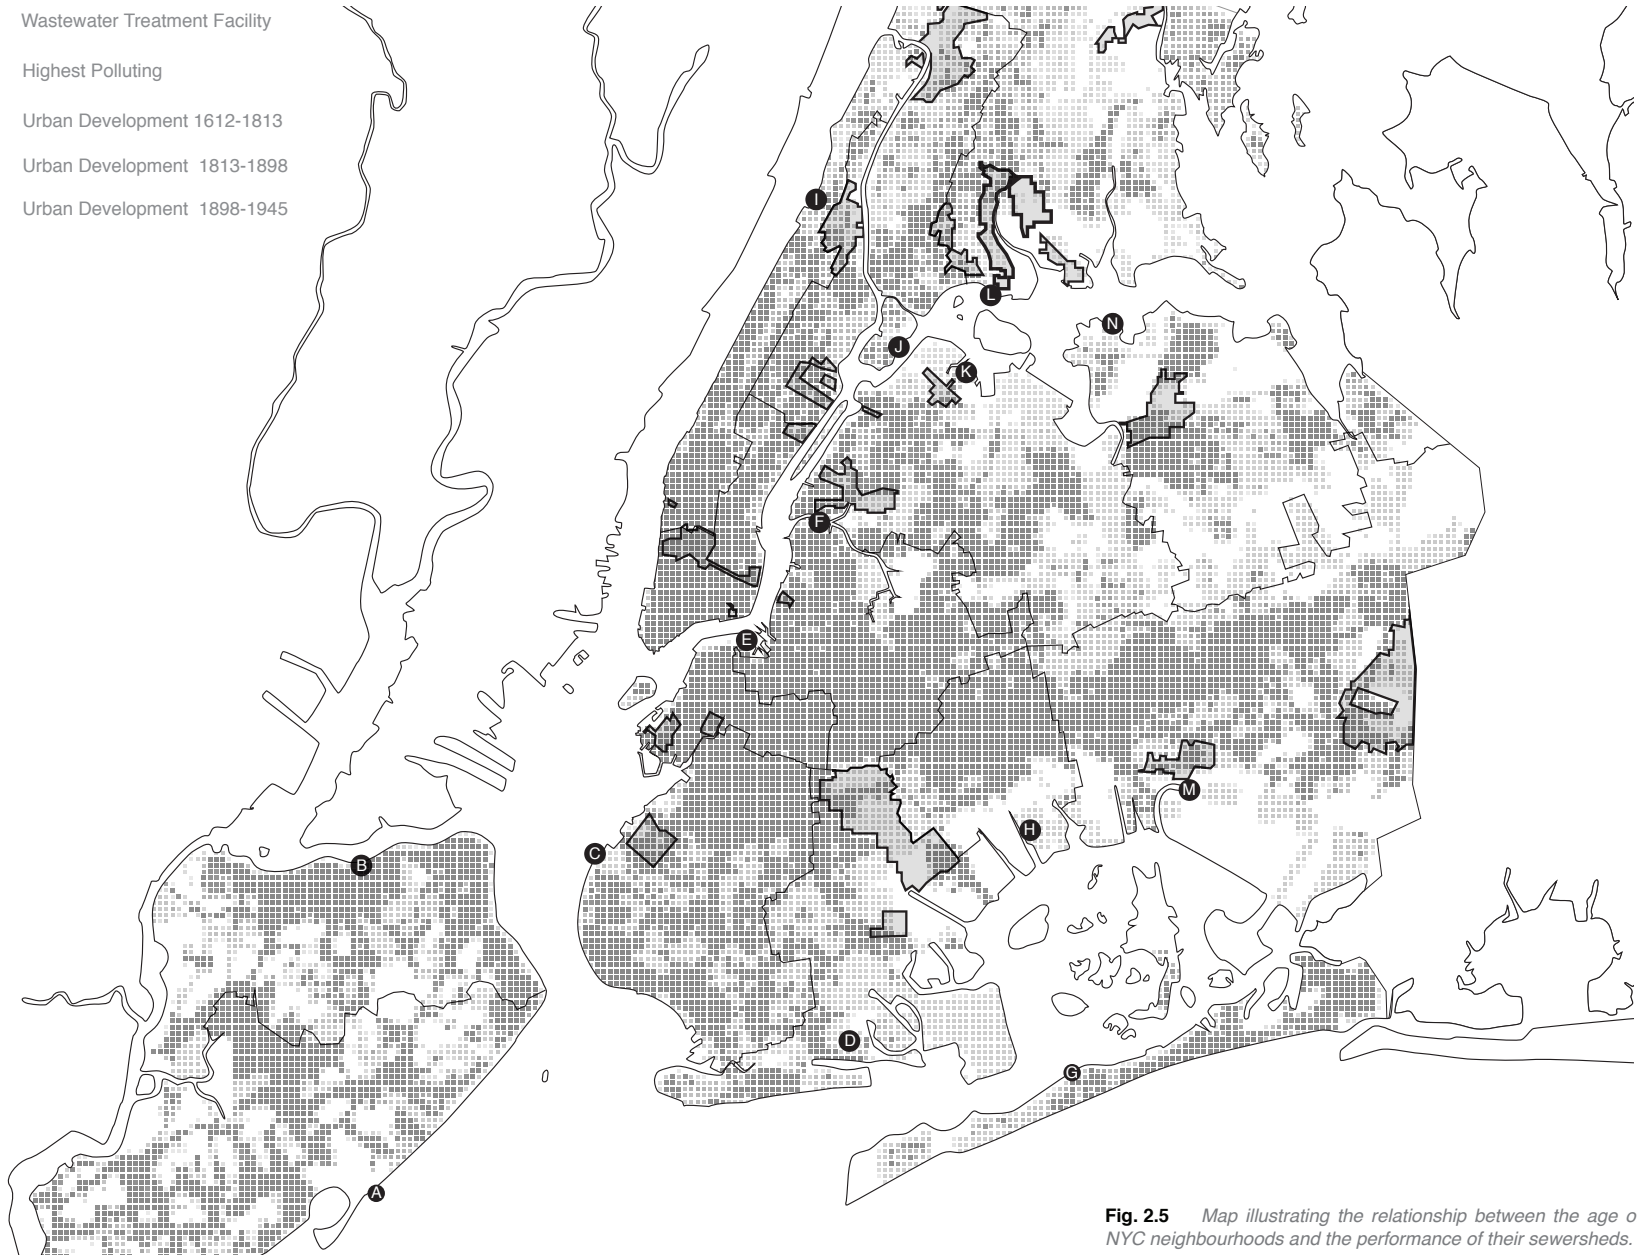 Wastewater Treatment Facility
Highest Polluting
Urban Development 1612-1813
Urban Development 1813-1898
Urban Development 1898-1945
I
L
N
J
K
F
E
M
H
C
B
D
G
A
Fig. 2.5 Map illustrating the relationship between the age o
NYC neighbourhoods and the performance of their sewersheds.